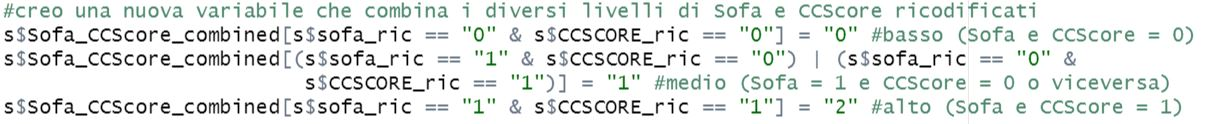 #creo una nuova variabile che combina i diversi livelli di Sofa e CCScore ricodificati
s$Sofa_CCScore_combined[s$sofa_ric == "0" & s$CCSCORE_ric == "0"] = "0" #basso (Sofa e CCScore = 0)
s$Sofa_CCScore_combined[(s$sofa_ric == "1" & s$CCSCORE_ric == "0") | (s$sofa_ric == "0" &
s$CCSCORE_ric == "1")] = "1" #medio (Sofa = 1 e CCScore = 0 o viceversa)
s$Sofa_CCScore_combined[s$sofa_ric == "1" & s$CCSCORE_ric == "1"] = "2" #alto (Sofa e CCScore = 1)